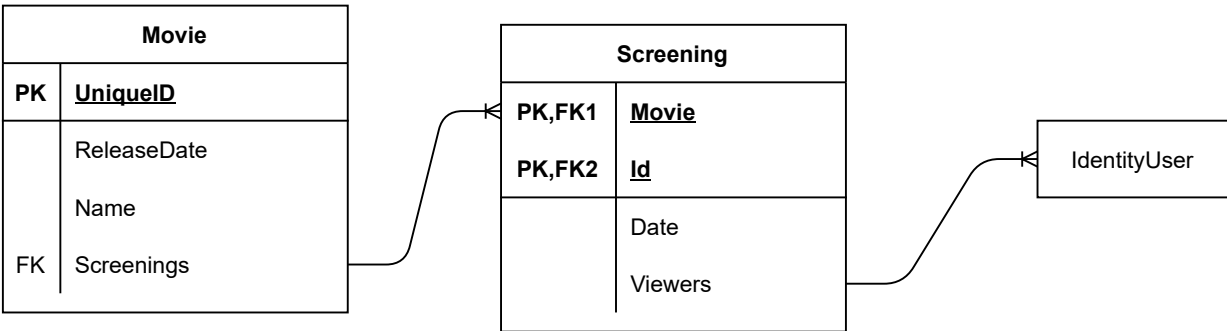 Movie
PK UniqueID
ReleaseDate
Name
FK Screenings
Screening
PK,FK1 Movie
PK,FK2 Id
Date
Viewers
IdentityUser